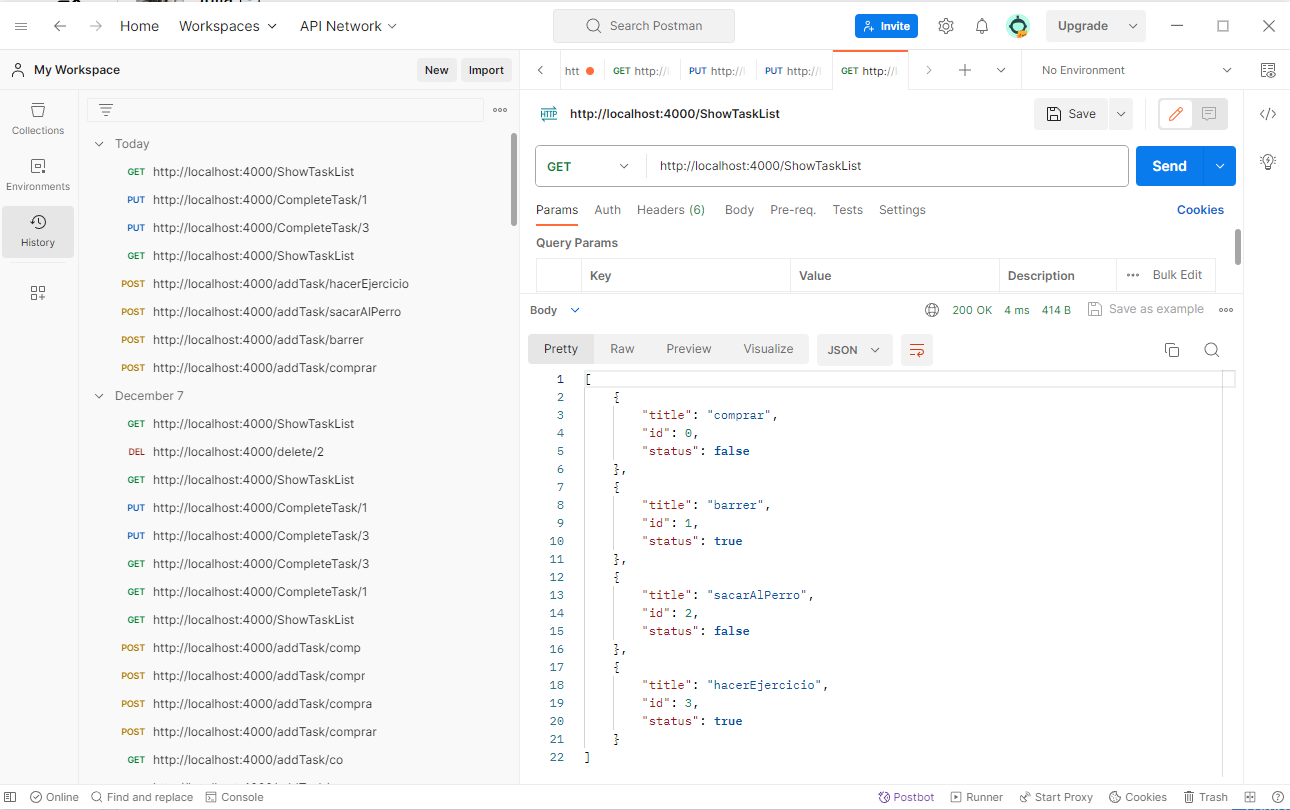 Home Workspaces API Network Search Postman Invite Upgrade
My Workspace New Import
htt GET http:// PUT http:// PUT http:// GET http:// No Environment
Collections
Environments
History
Today
GET http://localhost:4000/ShowTaskList
PUT http://localhost:4000/CompleteTask/1
PUT http://localhost:4000/CompleteTask/3
GET http://localhost:4000/ShowTaskList
POST http://localhost:4000/addTask/hacerEjercicio
POST http://localhost:4000/addTask/sacarAlPerro
POST http://localhost:4000/addTask/barrer
POST http://localhost:4000/addTask/comprar
December 7
GET http://localhost:4000/ShowTaskList
DEL http://localhost:4000/delete/2
GET http://localhost:4000/ShowTaskList
PUT http://localhost:4000/CompleteTask/1
PUT http://localhost:4000/CompleteTask/3
GET http://localhost:4000/CompleteTask/3
GET http://localhost:4000/CompleteTask/1
GET http://localhost:4000/ShowTaskList
POST http://localhost:4000/addTask/comp
POST http://localhost:4000/addTask/compr
POST http://localhost:4000/addTask/compra
POST http://localhost:4000/addTask/comprar
GET http://localhost:4000/addTask/co
HTTP http://localhost:4000/ShowTaskList Save
GET http://localhost:4000/ShowTaskList Send
Params Auth Headers (6) Body Pre-req. Tests Settings Cookies
Query Params
Key Value Description Bulk Edit
Body 200 OK 4 ms 414 B Save as example
Pretty Raw Preview Visualize JSON
1 [
2 {
3 "title": "comprar",
4 "id": 0,
5 "status": false
6 },
7 {
8 "title": "barrer",
9 "id": 1,
10 "status": true
11 },
12 {
13 "title": "sacarAlPerro",
14 "id": 2,
15 "status": false
16 },
17 {
18 "title": "hacerEjercicio",
19 "id": 3,
20 "status": true
21 }
22 ]
Online Find and replace Console Postbot Runner Start Proxy Cookies Trash